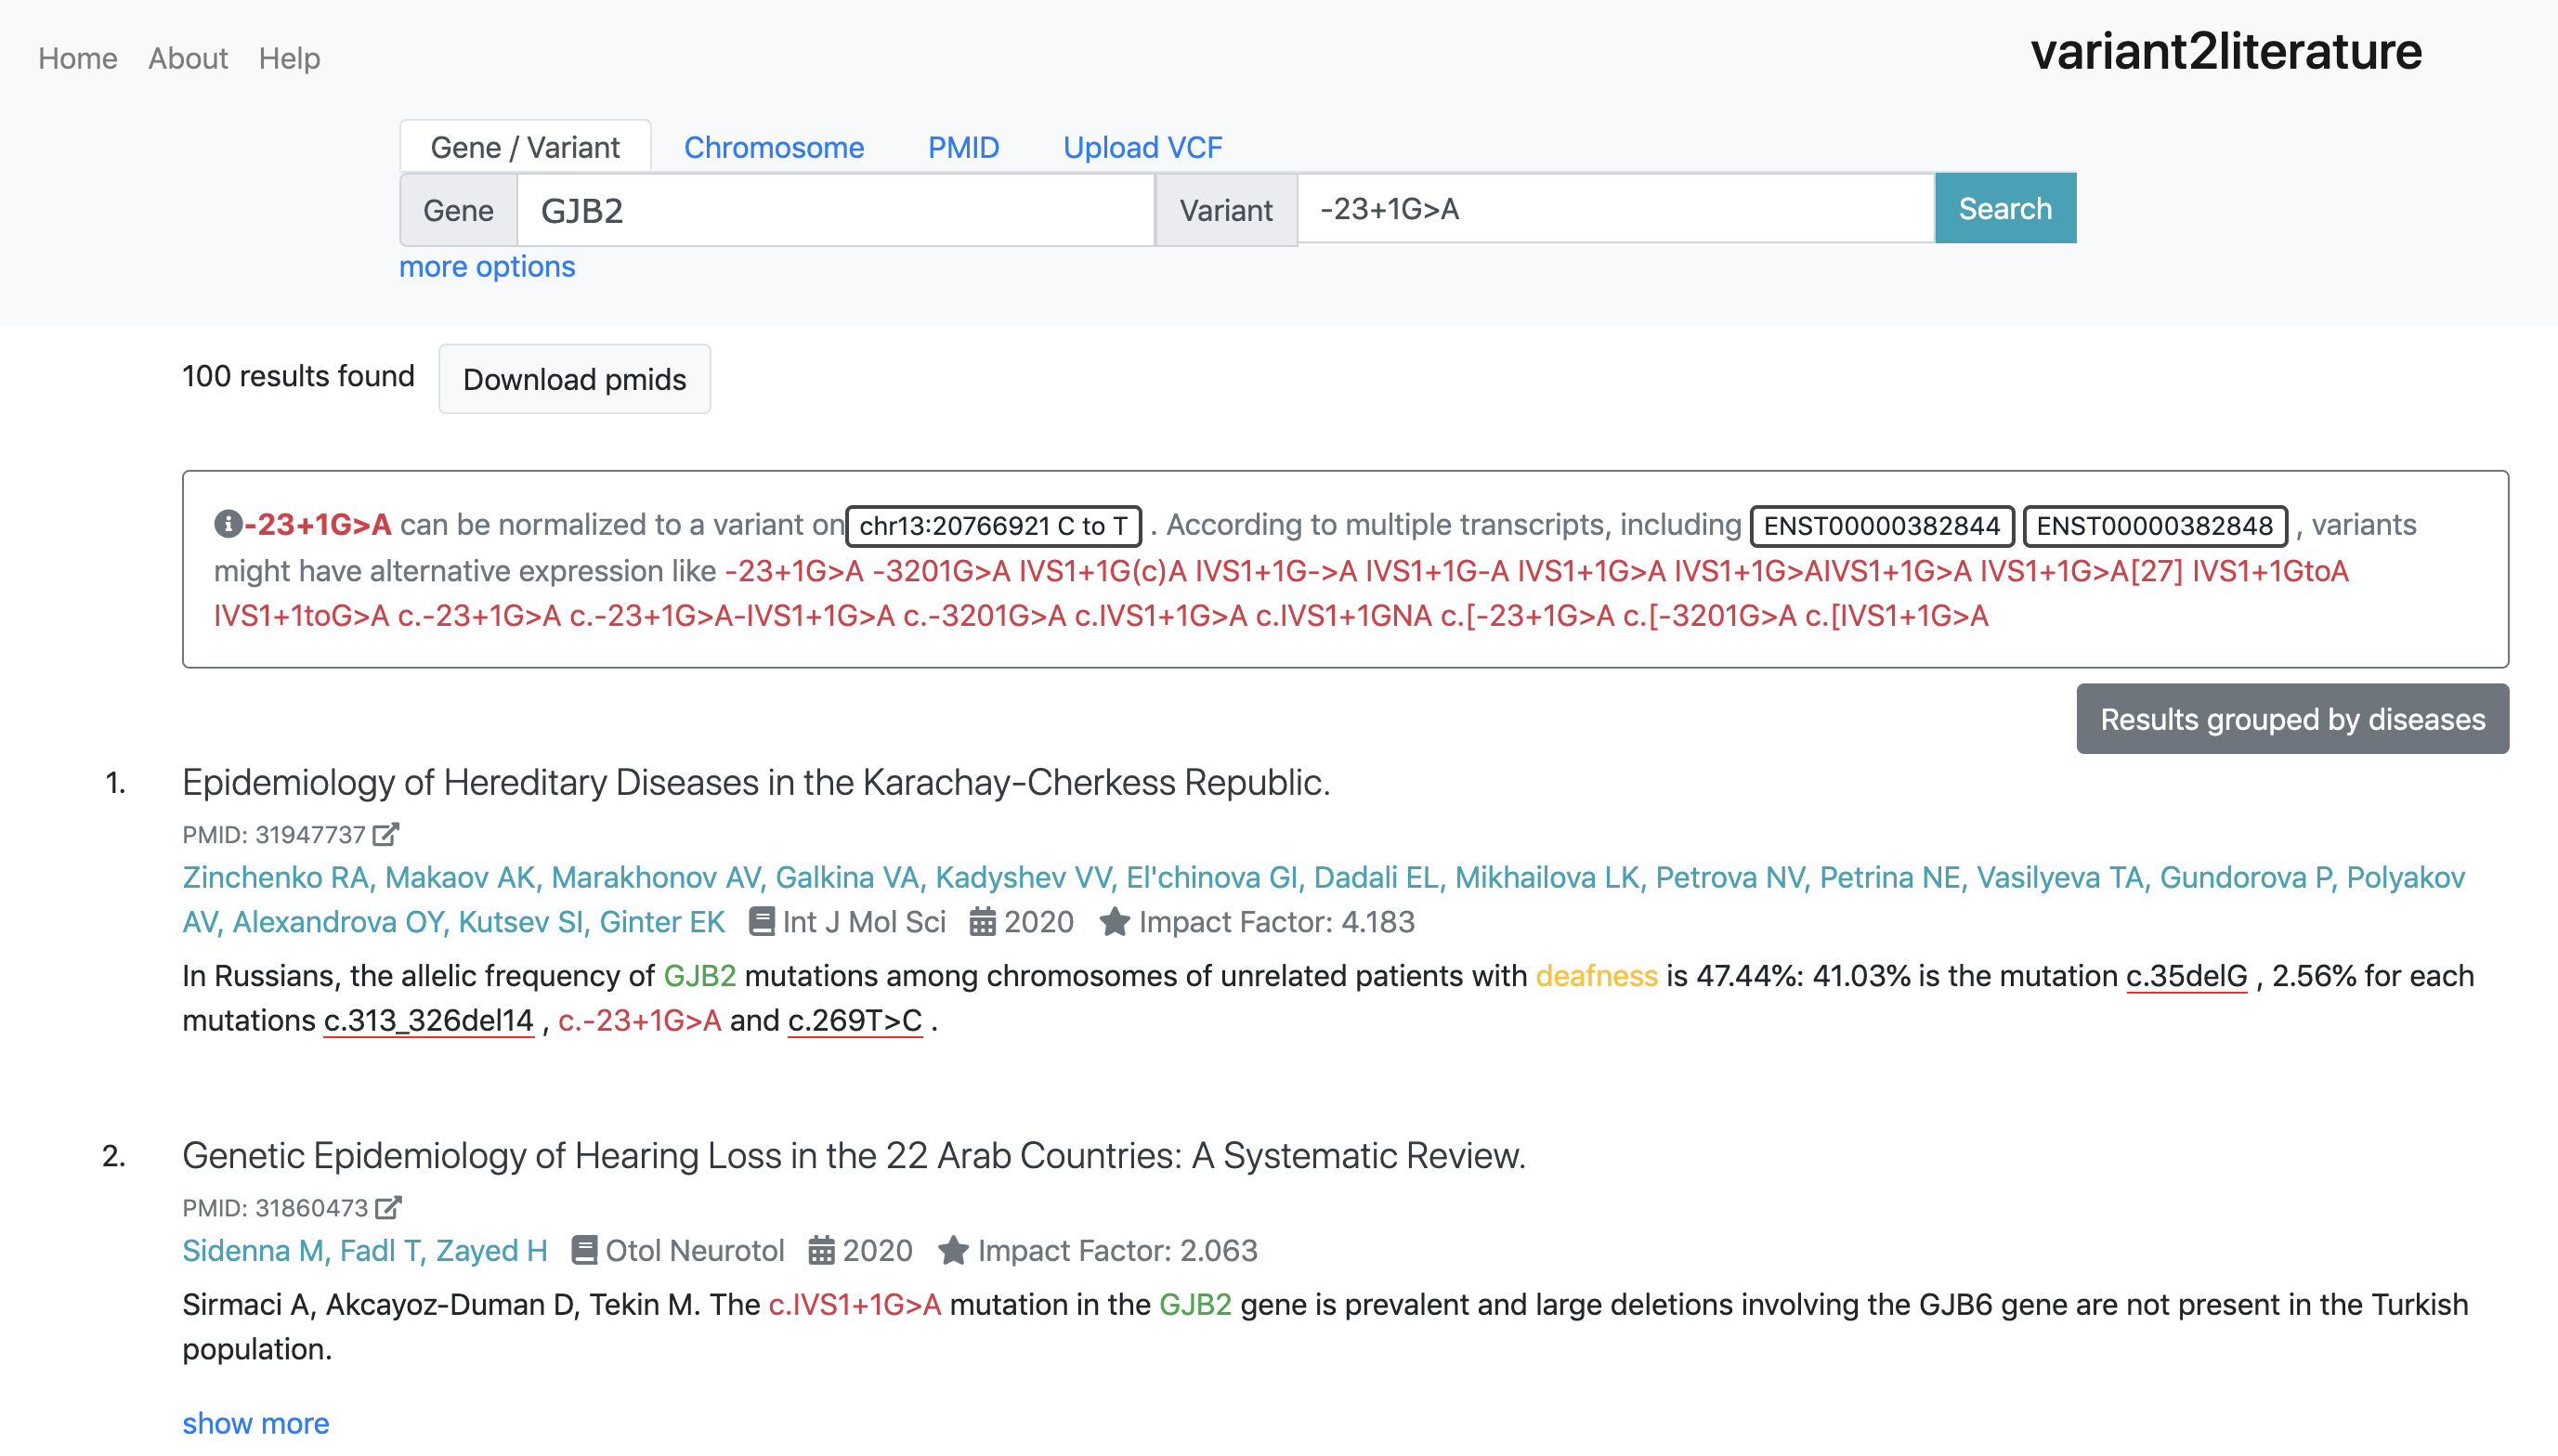 Home About Help
variant2literature
Gene / Variant Chromosome PMID Upload VCF
Gene GJB2 Variant -23+1G>A Search
more options
100 results found Download pmids
-23+1G>A can be normalized to a variant on chr13:20766921 C to T . According to multiple transcripts, including ENST00000382844 ENST00000382848 , variants
might have alternative expression like -23+1G>A -3201G>A IVS1+1G(c)A IVS1+1G->A IVS1+1G-A IVS1+1G>A IVS1+1G>AIVS1+1G>A IVS1+1G>A[27] IVS1+1GtoA
IVS1+1toG>A c.-23+1G>A c.-23+1G>A-IVS1+1G>A c.-3201G>A c.IVS1+1G>A c.IVS1+1GNA c.[-23+1G>A c.[-3201G>A c.[IVS1+1G>A
Results grouped by diseases
1. Epidemiology of Hereditary Diseases in the Karachay-Cherkess Republic.
PMID: 31947737
Zinchenko RA, Makaov AK, Marakhonov AV, Galkina VA, Kadyshev VV, El'chinova GI, Dadali EL, Mikhailova LK, Petrova NV, Petrina NE, Vasilyeva TA, Gundorova P, Polyakov
AV, Alexandrova OY, Kutsev SI, Ginter EK Int J Mol Sci 2020 Impact Factor: 4.183
In Russians, the allelic frequency of GJB2 mutations among chromosomes of unrelated patients with deafness is 47.44%: 41.03% is the mutation c.35delG , 2.56% for each
mutations c.313_326del14 , c.-23+1G>A and c.269T>C .
2. Genetic Epidemiology of Hearing Loss in the 22 Arab Countries: A Systematic Review.
PMID: 31860473
Sidenna M, Fadl T, Zayed H Otol Neurotol 2020 Impact Factor: 2.063
Sirmaci A, Akcayoz-Duman D, Tekin M. The c.IVS1+1G>A mutation in the GJB2 gene is prevalent and large deletions involving the GJB6 gene are not present in the Turkish
population.
show more